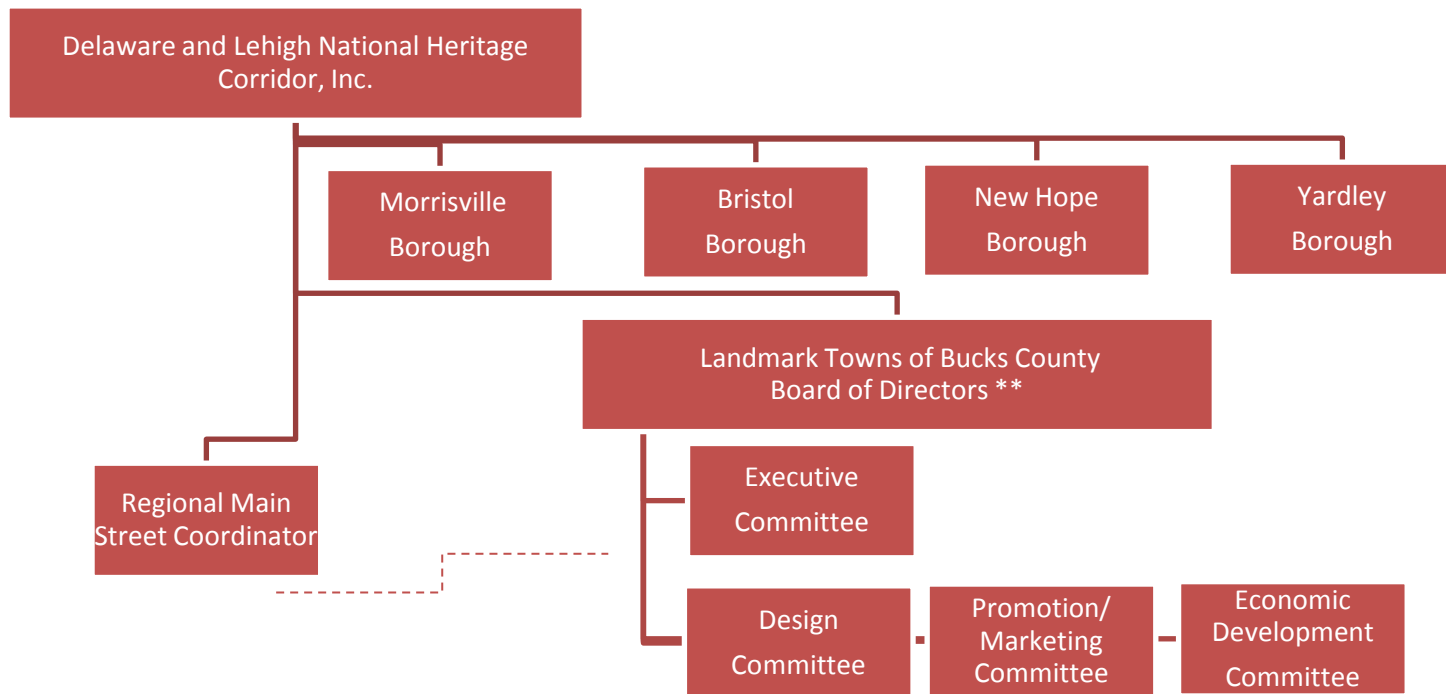 Delaware and Lehigh National Heritage
Corridor, Inc.
Morrisville
Borough
Bristol
Borough
New Hope
Borough
Yardley
Borough
Landmark Towns of Bucks County
Board of Directors **
Regional Main
Street Coordinator
Executive
Committee
Design
Committee
Promotion/
Marketing
Committee
Economic
Development
Committee